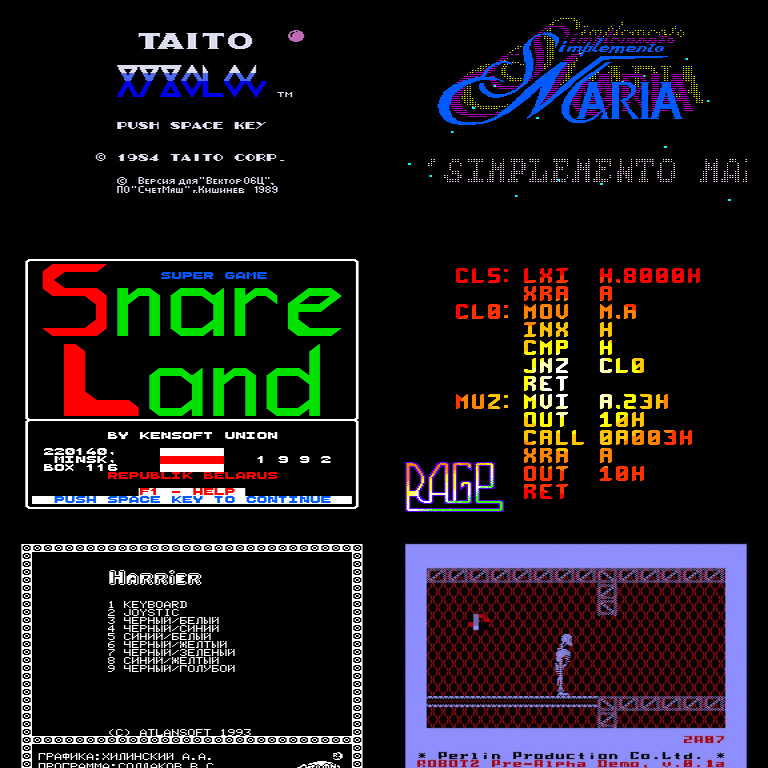 TAITO
TM
PUSH SPACE KEY
© 1984 TAITO CORP.
© Версия для "Вектор 06Ц",
ПО"СчетМаш",г.Кишинев 1989
Simplemento
Simplemento
Simplemento
MARIA
"SIMPLEMENTO MA
SUPER GAME
Snare
Land
BY KENSOFT UNION
220140,
MINSK,
BOX 116
1 9 9 2
REPUBLIK BELARUS
F1 - HELP
PUSH SPACE KEY TO CONTINUE
CLS: LXI H,8000H
XRA A
CL0: MOV M,A
INX H
CMP H
JNZ CL0
RET
MUZ: MVI A,23H
OUT 10H
CALL 0A003H
XRA A
OUT 10H
RET
RAGE
HARRIER
1 KEYBOARD
2 JOYSTIC
3 ЧЕРНЫЙ/БЕЛЫЙ
4 ЧЕРНЫЙ/СИНИЙ
5 СИНИЙ/БЕЛЫЙ
6 ЧЕРНЫЙ/ЖЕЛТЫЙ
7 ЧЕРНЫЙ/ЗЕЛЕНЫЙ
8 СИНИЙ/ЖЕЛТЫЙ
9 ЧЕРНЫЙ/ГОЛУБОЙ
(C) ATLANSOFT 1993
ГРАФИКА:ХИЛИНСКИЙ А.А.
ПРОГРАММА:СОЛДАКОВ В.С.
2A07
* Perlin Production Co.Ltd. *
ROBOT2 Pre-Alpha Demo, v.0.1a